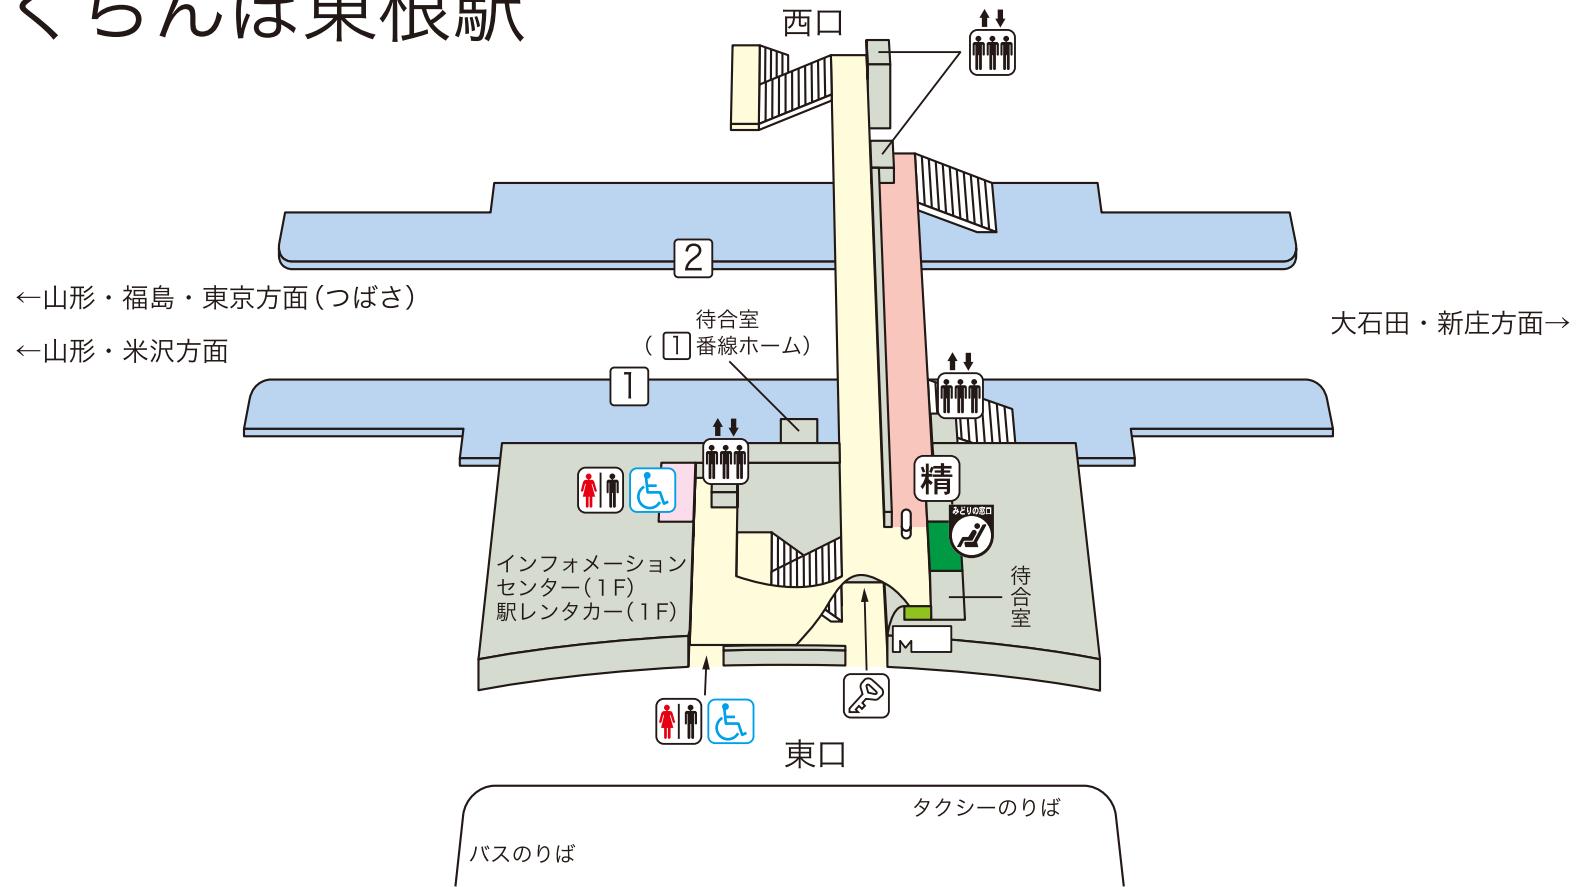 くらんぼ東根駅
西口
2
←山形・福島・東京方面(つばさ)
大石田・新庄方面→
←山形・米沢方面
待合室
(1番線ホーム)
1
精
みどりの窓口
インフォメーション
センター(1F)
駅レンタカー(1F)
待合室
東口
タクシーのりば
バスのりば